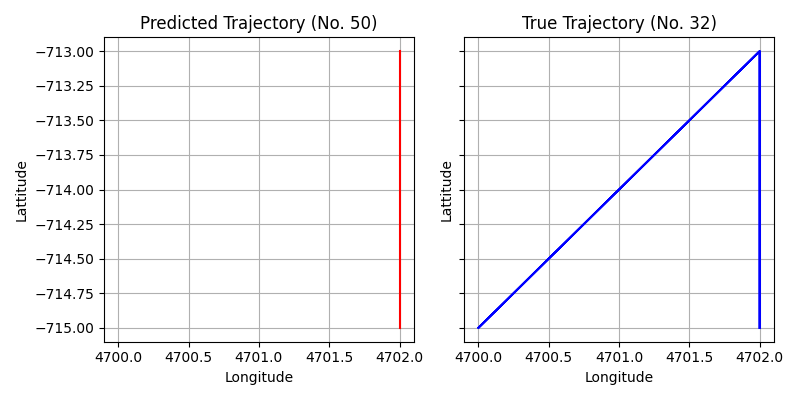 Predicted Trajectory (No. 50)
True Trajectory (No. 32)
−713.00
−713.25
−713.50
−713.75
−714.00
−714.25
−714.50
−714.75
−715.00
Lattitude
Lattitude
4700.0 4700.5 4701.0 4701.5 4702.0
4700.0 4700.5 4701.0 4701.5 4702.0
Longitude
Longitude